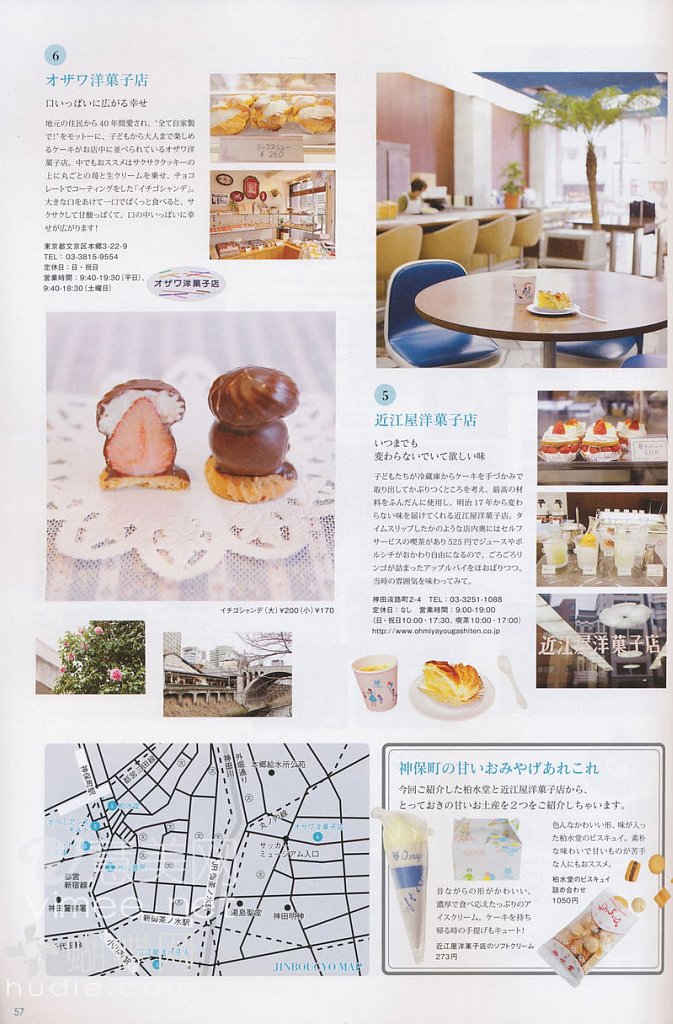 6
オザワ洋菓子店
口いっぱいに広がる幸せ
地元の住民から40年間愛され、“全て自家製
で!”をモットーに、子どもから大人まで楽しめ
るケーキがお店中に並べられているオザワ洋
菓子店。中でもおススメはサクサククッキーの
上に丸ごとの苺と生クリームを乗せ、チョコ
レートでコーティングをした「イチゴシャンデ」。
大きな口をあけて一口でぱくっと食べると、サ
クサクして甘酸っぱくて、口の中いっぱいに幸
せが広がります!
東京都文京区本郷3-22-9
TEL: 03-3815-9554
定休日:日・祝日
営業時間:9:40-19:30(平日)、
9:40-18:30(土曜日)
オザワ洋菓子店
ミックスシュー
¥260
イチゴシャンデ(大)¥200(小)¥170
5
近江屋洋菓子店
いつまでも
変わらないでいて欲しい味
子どもたちが冷蔵庫からケーキを手づかみで
取り出してかぶりつくところを考え、最高の材
料をふんだんに使用し、明治17年から変わ
らない味を届けてくれる近江屋洋菓子店。タ
イムスリップしたかのような店内奥にはセルフ
サービスの喫茶があり525円でジュースやボ
ルシチがおかわり自由になるので、ごろごろリ
ンゴが詰まったアップルパイをほおばりつつ、
当時の雰囲気を味わってみて。
神田淡路町2-4 TEL:03-3251-1088
定休日:なし 営業時間:9:00-19:00
(日・祝日10:00-17:30、喫茶10:00-17:00)
http://www.ohmiyayougashiten.co.jp
近江屋洋菓子店
神保町駅
都営三田線
神田川
外堀通り
本郷給水所公苑
丸ノ内線
オザワ洋菓子店
サッカー
ミュージアム入口
JR御茶ノ水駅
都営
新宿線
神田警察署
新御茶ノ水駅
湯島聖堂
神田明神
JINBOUCYO MAP
神保町の甘いおみやげあれこれ
今回ご紹介した柏水堂と近江屋洋菓子店から、
とっておきの甘いお土産を2つをご紹介しちゃいます。
色んなかわいい形、味が入っ
た柏水堂のビスキュイ。素朴
な味わいで甘いものが苦手
な人にもおススメ。
柏水堂のビスキュイ
詰め合わせ
1050円
昔ながらの形がかわいい、
濃厚で食べ応えたっぷりのア
イスクリーム。ケーキを持ち
帰る時の手提げもキュート!
近江屋洋菓子店のソフトクリーム
273円
柏水堂
hudie.com
57